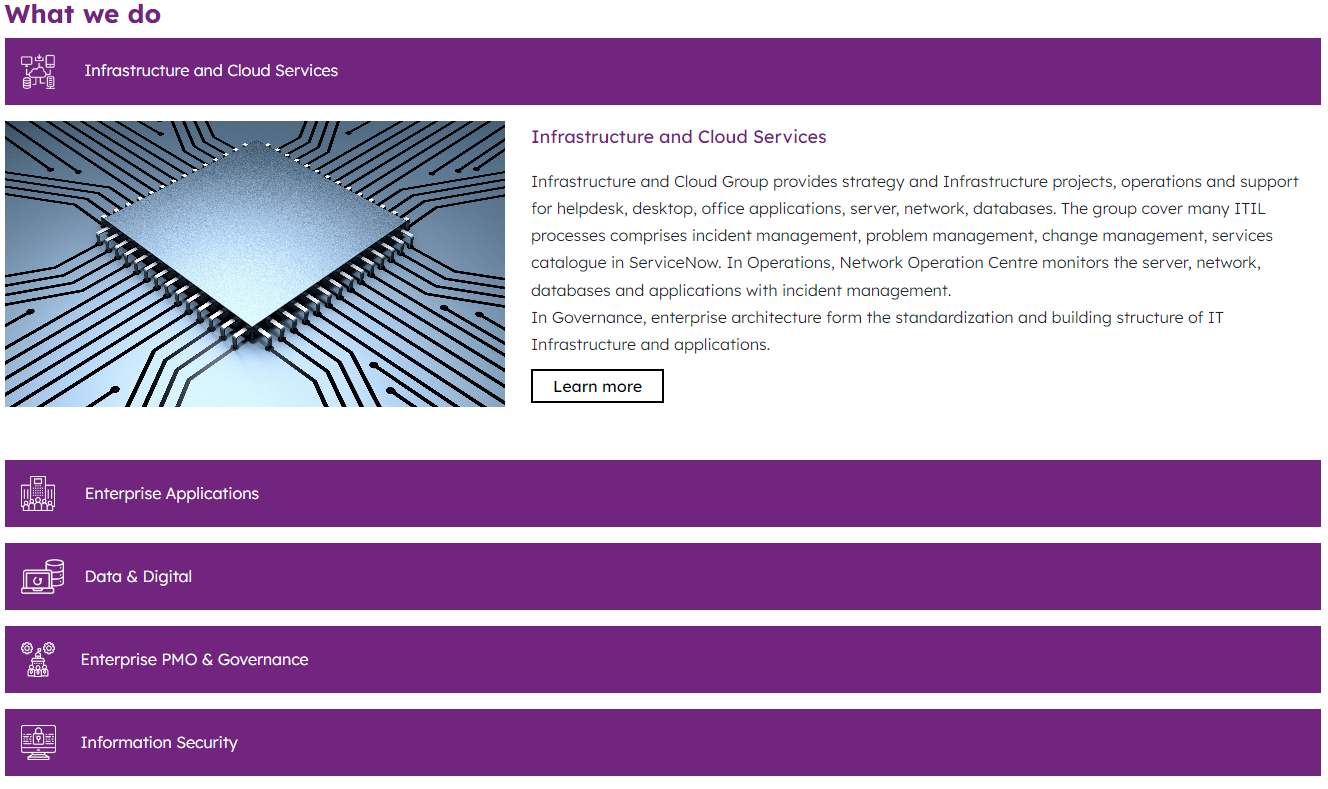 What we do
Infrastructure and Cloud Services
Infrastructure and Cloud Services
Infrastructure and Cloud Group provides strategy and Infrastructure projects, operations and support
for helpdesk, desktop, office applications, server, network, databases. The group cover many ITIL
processes comprises incident management, problem management, change management, services
catalogue in ServiceNow. In Operations, Network Operation Centre monitors the server, network,
databases and applications with incident management.
In Governance, enterprise architecture form the standardization and building structure of IT
Infrastructure and applications.
Learn more
Enterprise Applications
Data & Digital
Enterprise PMO & Governance
Information Security